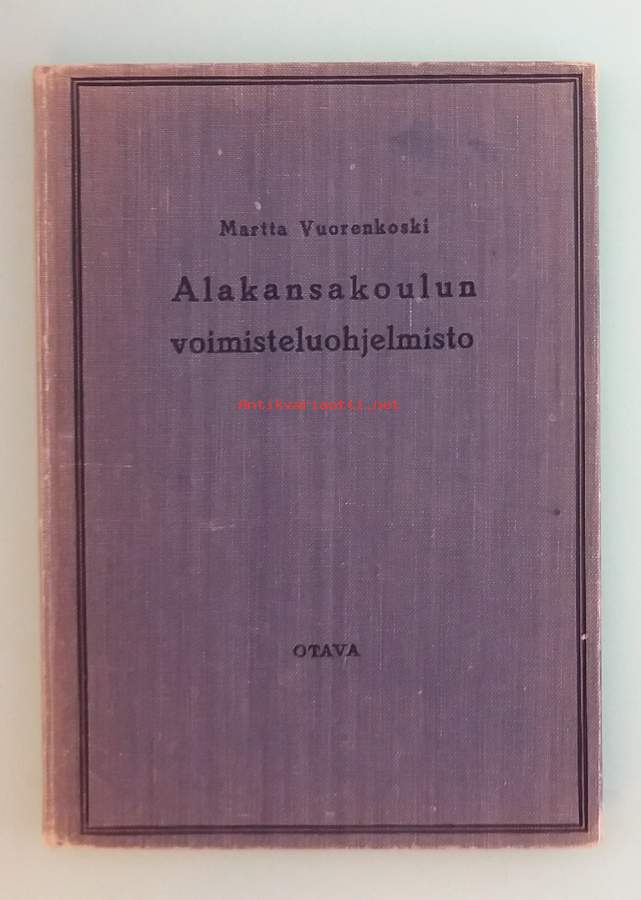 Martta Vuorenkoski
Alakansakoulun
voimisteluohjelmisto
Antikvariaatti.net
OTAVA